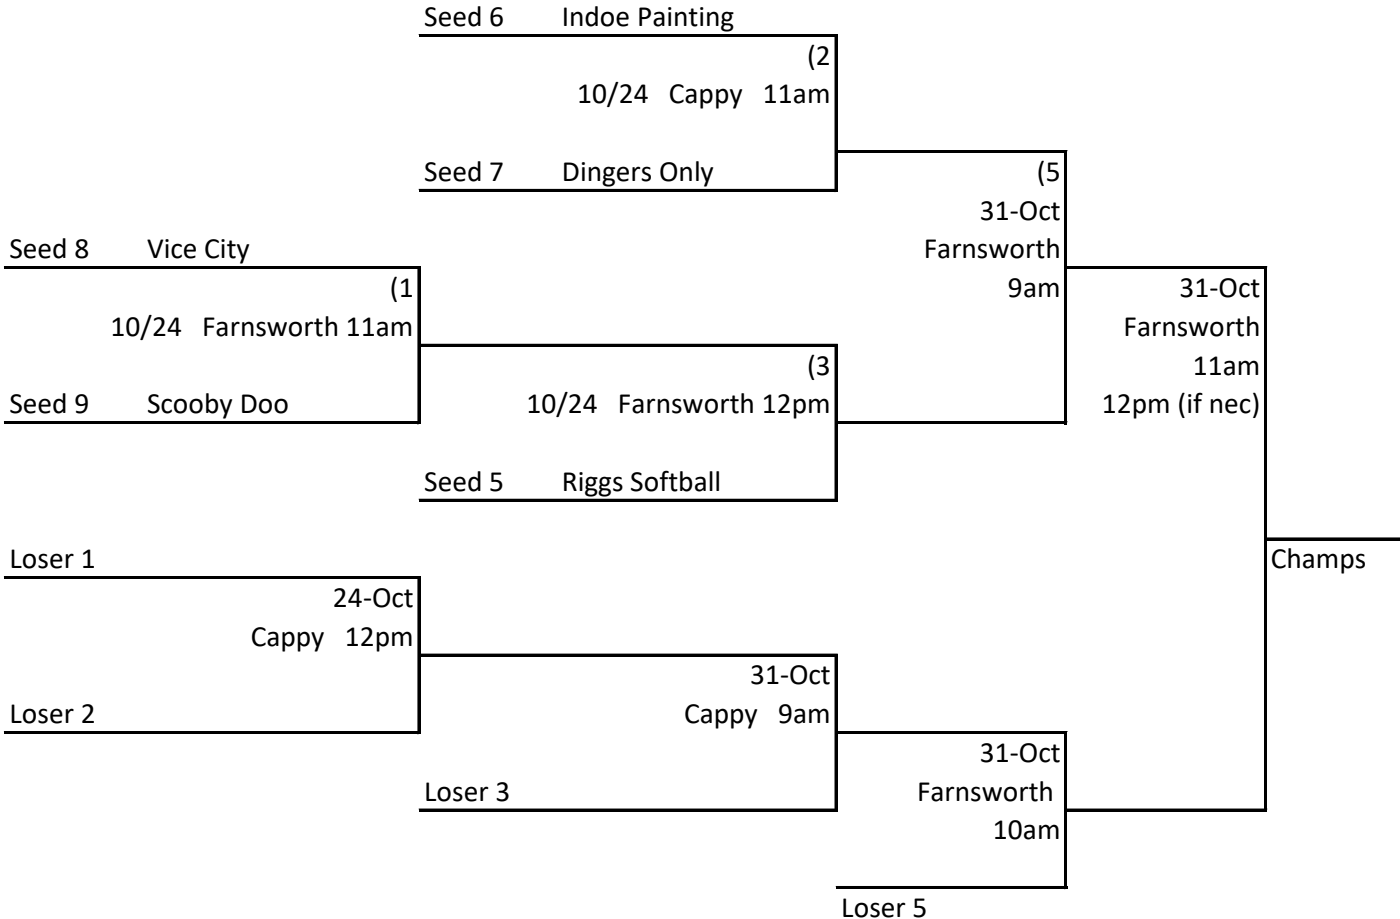 Seed 6 Indoe Painting
(2
10/24 Cappy 11am
Seed 7 Dingers Only
(5
31-Oct
Farnsworth
9am
Seed 8 Vice City
(1
10/24 Farnsworth 11am
Seed 9 Scooby Doo
(3
10/24 Farnsworth 12pm
Seed 5 Riggs Softball
31-Oct
Farnsworth
11am
12pm (if nec)
Champs
Loser 1
24-Oct
Cappy 12pm
Loser 2
31-Oct
Cappy 9am
Loser 3
31-Oct
Farnsworth
10am
Loser 5